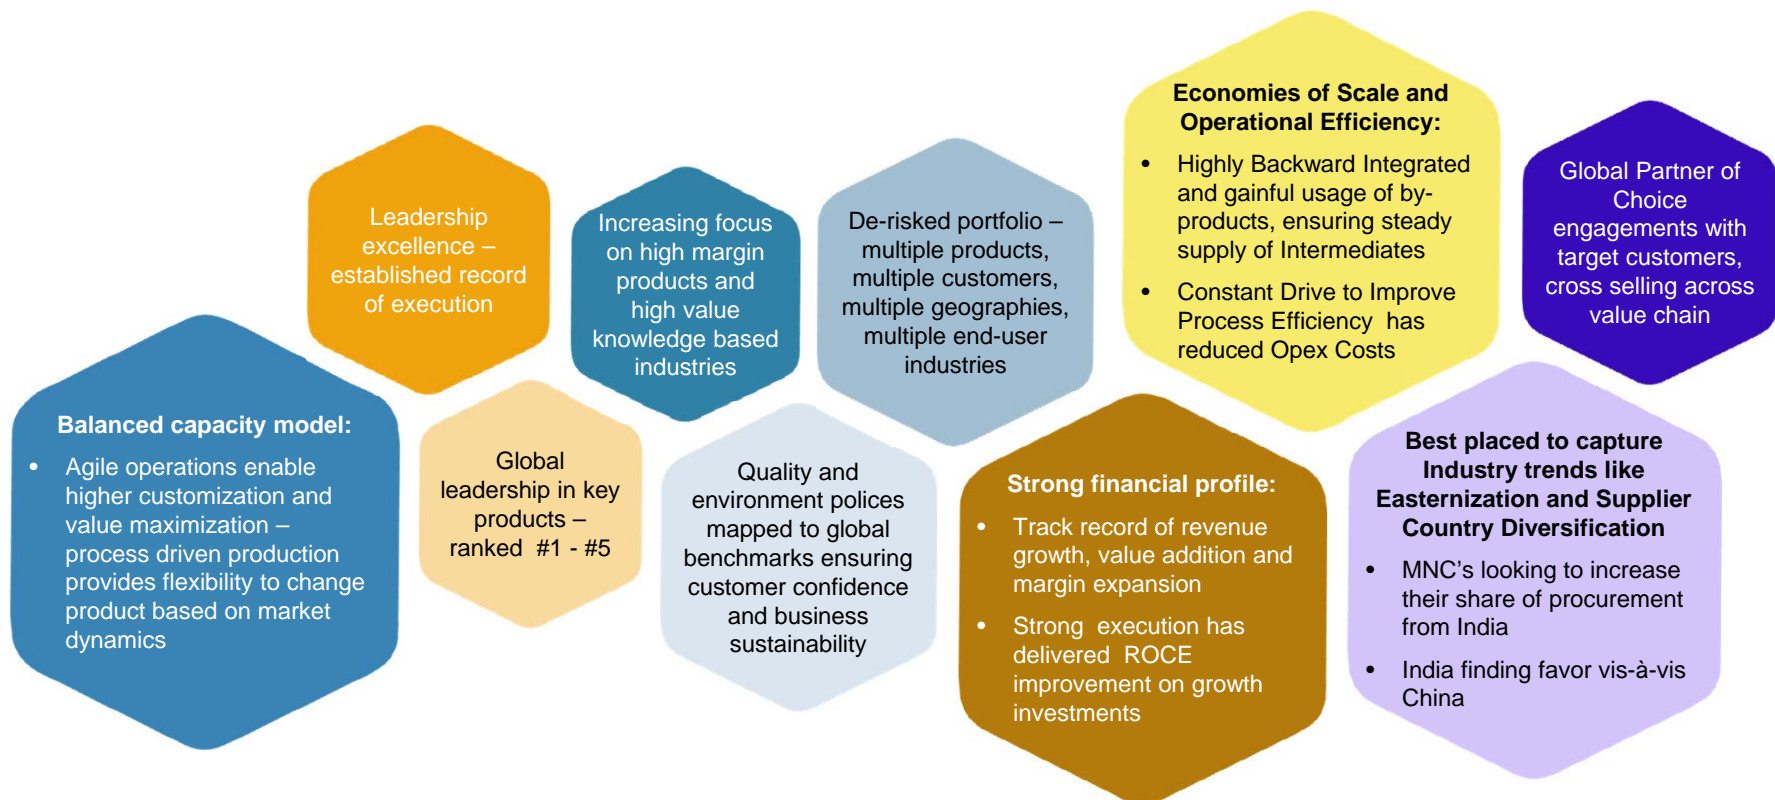 Balanced capacity model:
• Agile operations enable
higher customization and
value maximization –
process driven production
provides flexibility to change
product based on market
dynamics
Leadership
excellence –
established record
of execution
Global
leadership in key
products –
ranked #1 - #5
Increasing focus
on high margin
products and
high value
knowledge based
industries
Quality and
environment polices
mapped to global
benchmarks ensuring
customer confidence
and business
sustainability
De-risked portfolio –
multiple products,
multiple customers,
multiple geographies,
multiple end-user
industries
Strong financial profile:
• Track record of revenue
growth, value addition and
margin expansion
• Strong execution has
delivered ROCE
improvement on growth
investments
Economies of Scale and
Operational Efficiency:
• Highly Backward Integrated
and gainful usage of by-
products, ensuring steady
supply of Intermediates
• Constant Drive to Improve
Process Efficiency has
reduced Opex Costs
Best placed to capture
Industry trends like
Easternization and Supplier
Country Diversification
• MNC's looking to increase
their share of procurement
from India
• India finding favor vis-à-vis
China
Global Partner of
Choice
engagements with
target customers,
cross selling across
value chain